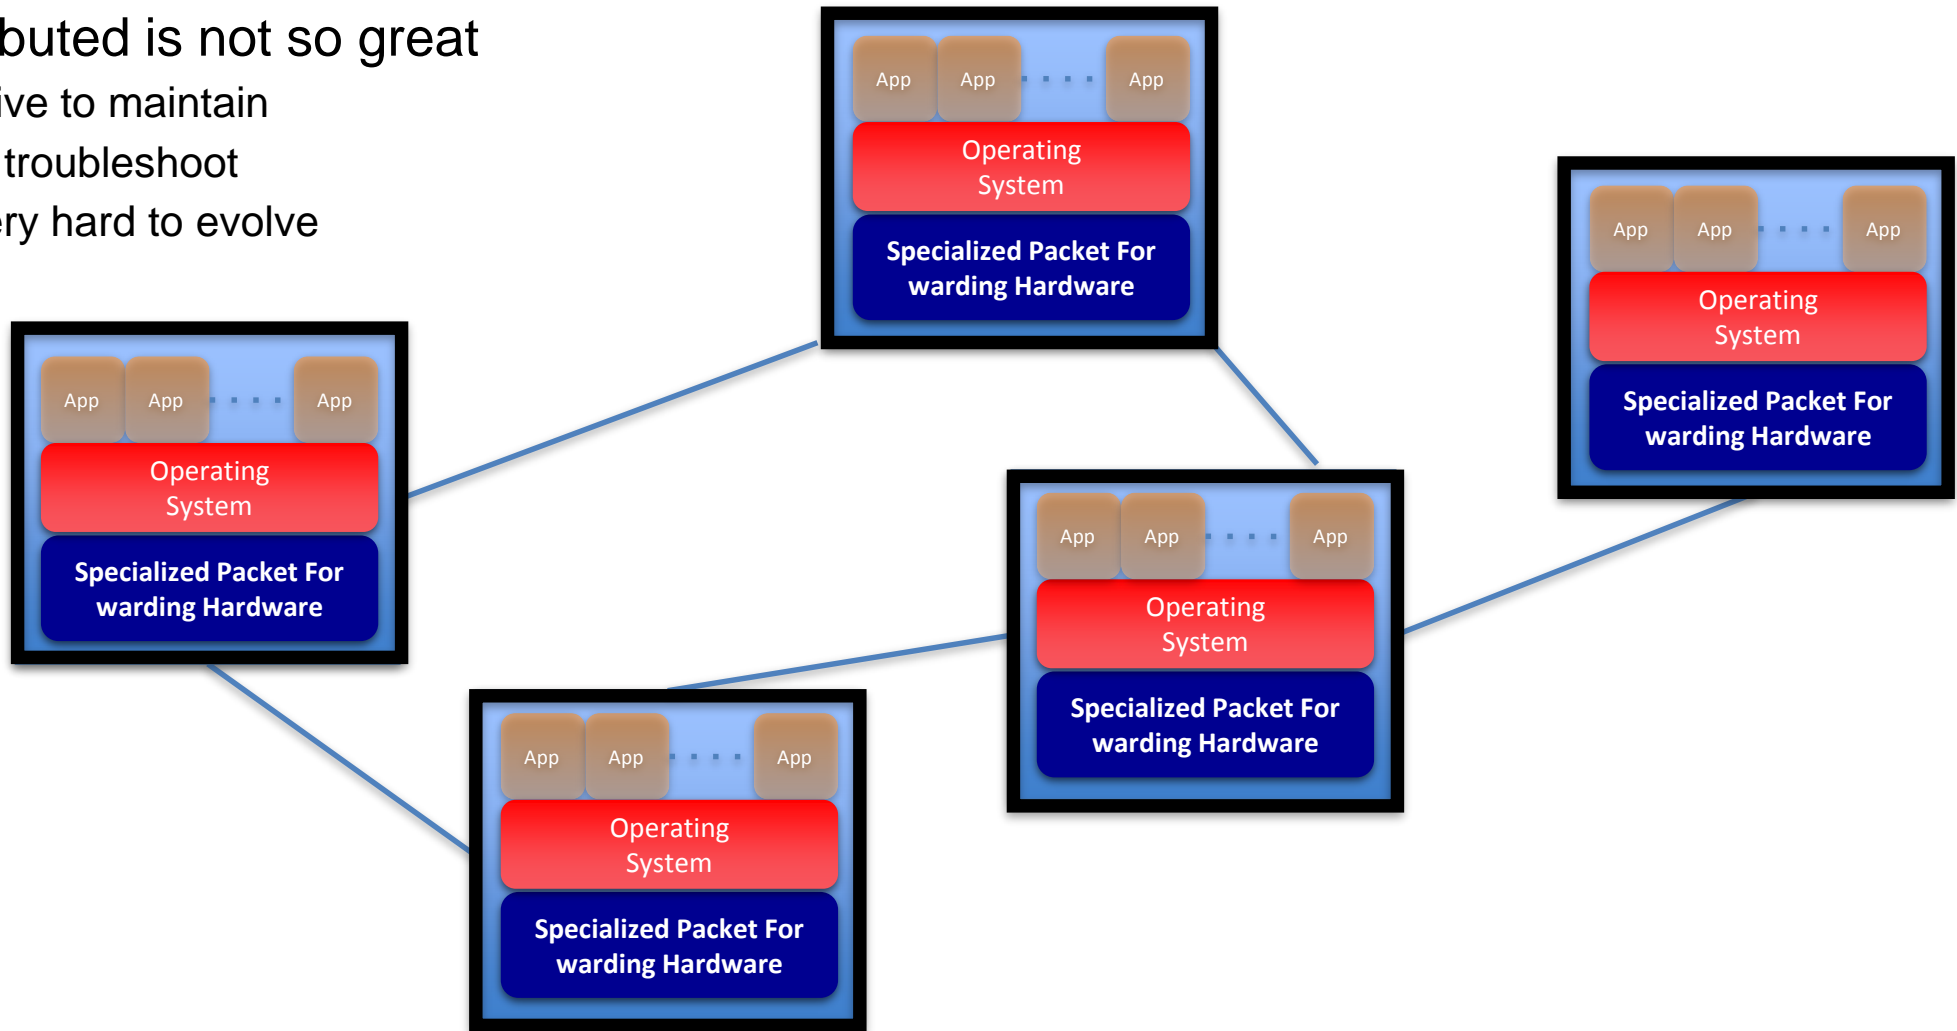 buted is not so great
ive to maintain
troubleshoot
ery hard to evolve
App App App
Operating
System
Specialized Packet For
warding Hardware
App App App
Operating
System
Specialized Packet For
warding Hardware
App App App
Operating
System
Specialized Packet For
warding Hardware
App App App
Operating
System
Specialized Packet For
warding Hardware
App App App
Operating
System
Specialized Packet For
warding Hardware